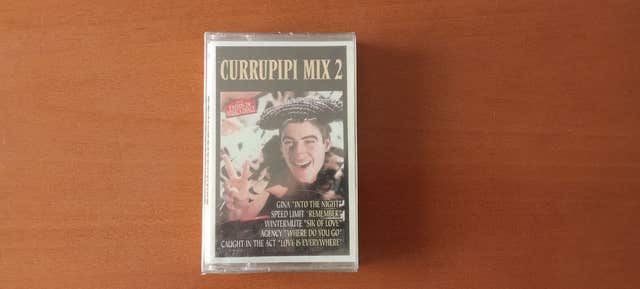 CURRUPIPI MIX 2
GINA "INTO THE NIGHT"
SPEED LIMIT "REMEMBER"
WINTERMUTE "SIK OF LOVE"
AGENCY "WHERE DO YOU GO"
CAUGHT IN THE ACT "LOVE IS EVERYWHERE"